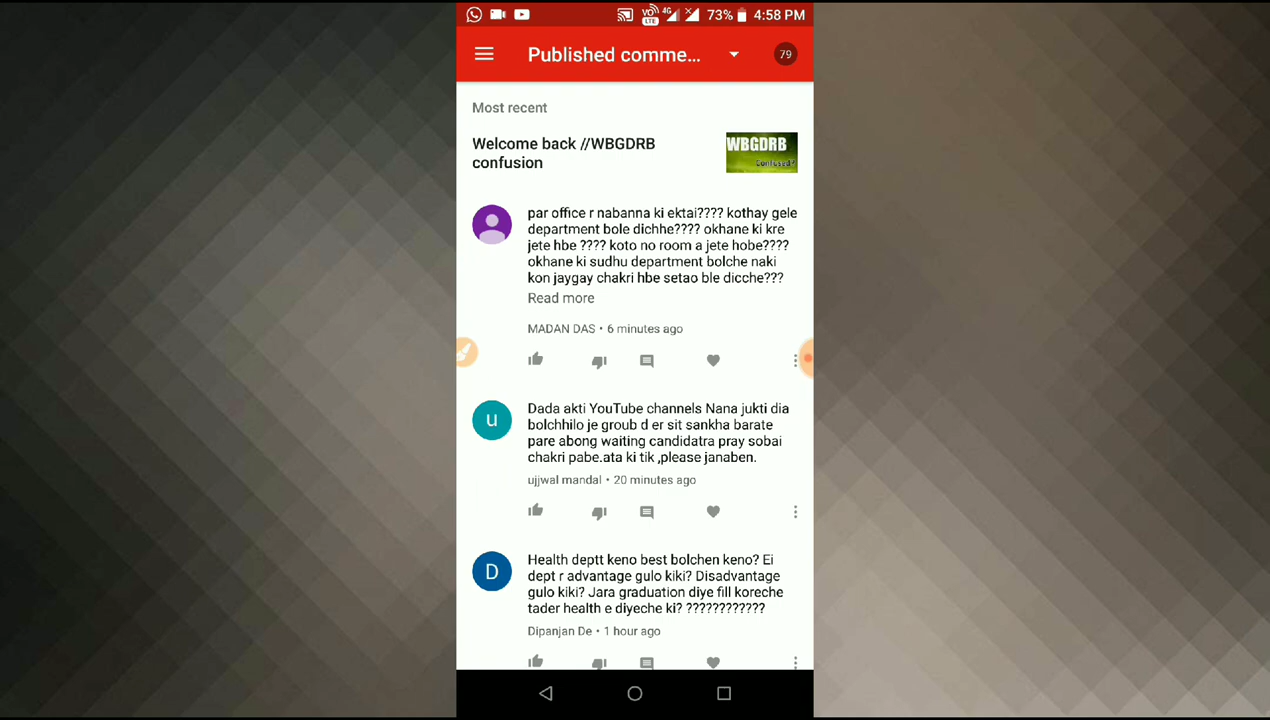 VO
LTE
4G
73%
4:58 PM
Published comme...
79
Most recent
Welcome back //WBGDRB
confusion
WBGDRB
Confused?
par office r nabanna ki ektai???? kothay gele
department bole dichhe???? okhane ki kre
jete hbe ???? koto no room a jete hobe????
okhane ki sudhu department bolche naki
kon jaygay chakri hbe setao ble dicche???
Read more
MADAN DAS • 6 minutes ago
u
Dada akti YouTube channels Nana jukti dia
bolchhilo je groub d er sit sankha barate
pare abong waiting candidatra pray sobai
chakri pabe.ata ki tik ,please janaben.
ujjwal mandal • 20 minutes ago
D
Health deptt keno best bolchen keno? Ei
dept r advantage gulo kiki? Disadvantage
gulo kiki? Jara graduation diye fill koreche
tader health e diyeche ki? ????????????
Dipanjan De • 1 hour ago